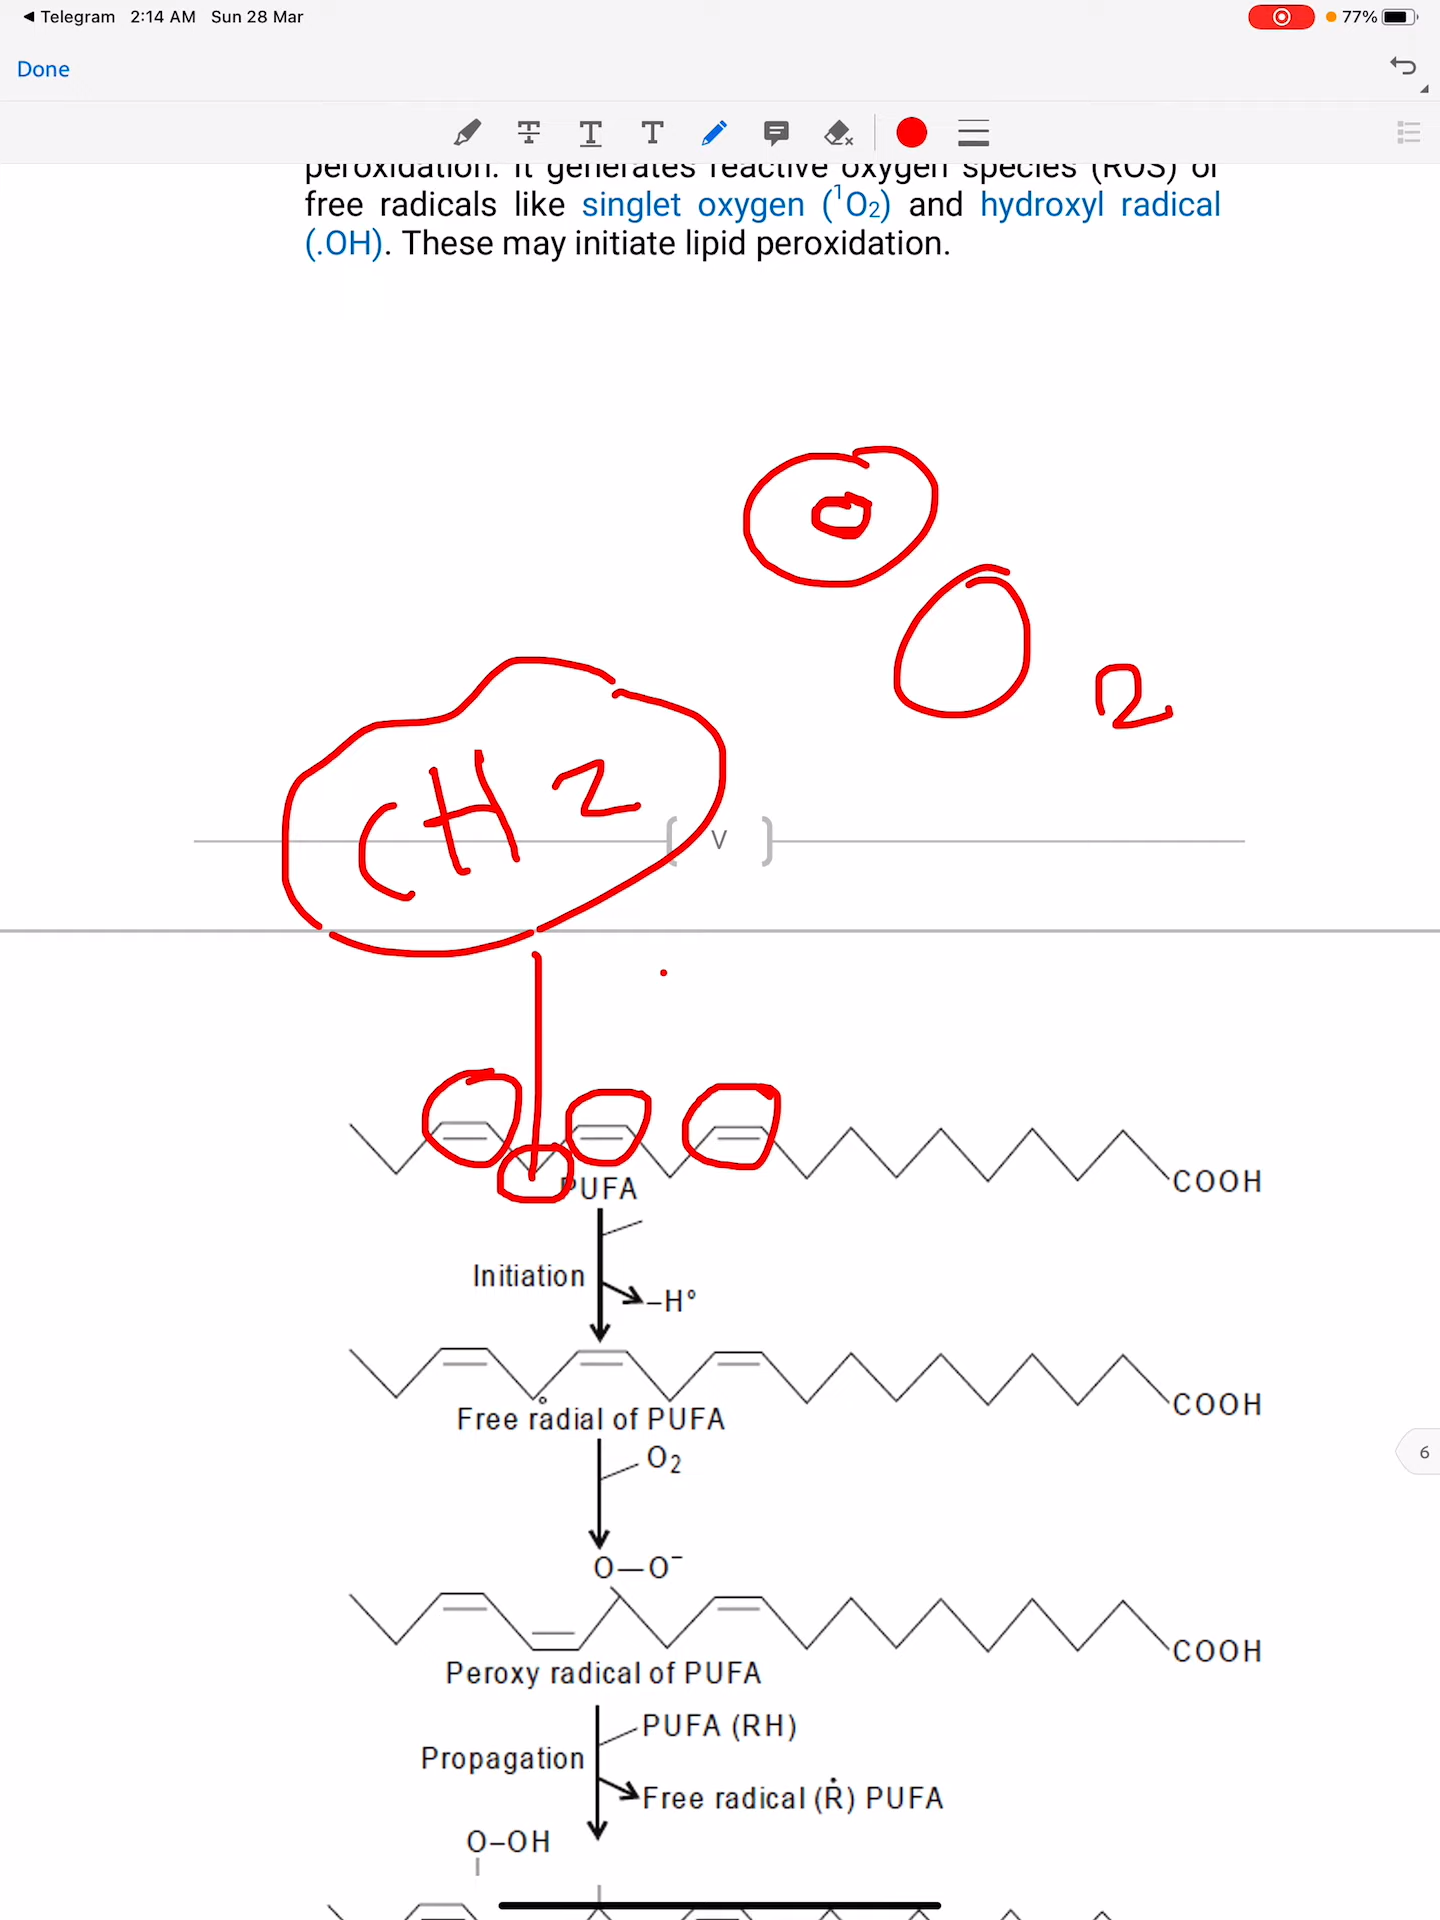 Telegram 2:14 AM Sun 28 Mar 77%
Done
peroxidation. It generates reactive oxygen species (ROS) or
free radicals like singlet oxygen (¹O₂) and hydroxyl radical
(.OH). These may initiate lipid peroxidation.
O
O 2
CH2
V
COOH
PUFA
Initiation
–H°
COOH
Free radial of PUFA
O₂
6
O—O⁻
COOH
Peroxy radical of PUFA
PUFA (RH)
Propagation
Free radical (Ṙ) PUFA
O–OH